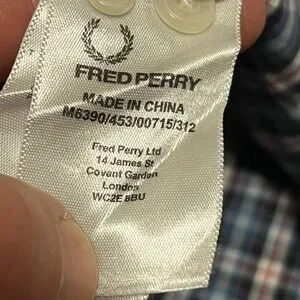 FRED PERRY
MADE IN CHINA
M6390/453/00715/312
Fred Perry Ltd
14 James St
Covent Garden
London
WC2E 8BU